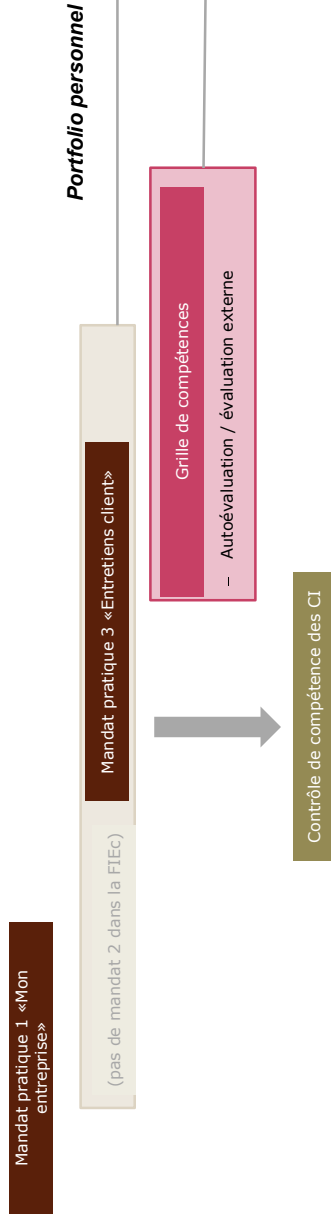 Mandat pratique 1 «Mon
entreprise»
(pas de mandat 2 dans la FIEc)
Mandat pratique 3 «Entretiens client»
Portfolio personnel
Grille de compétences
– Autoévaluation / évaluation externe
Contrôle de compétence des CI